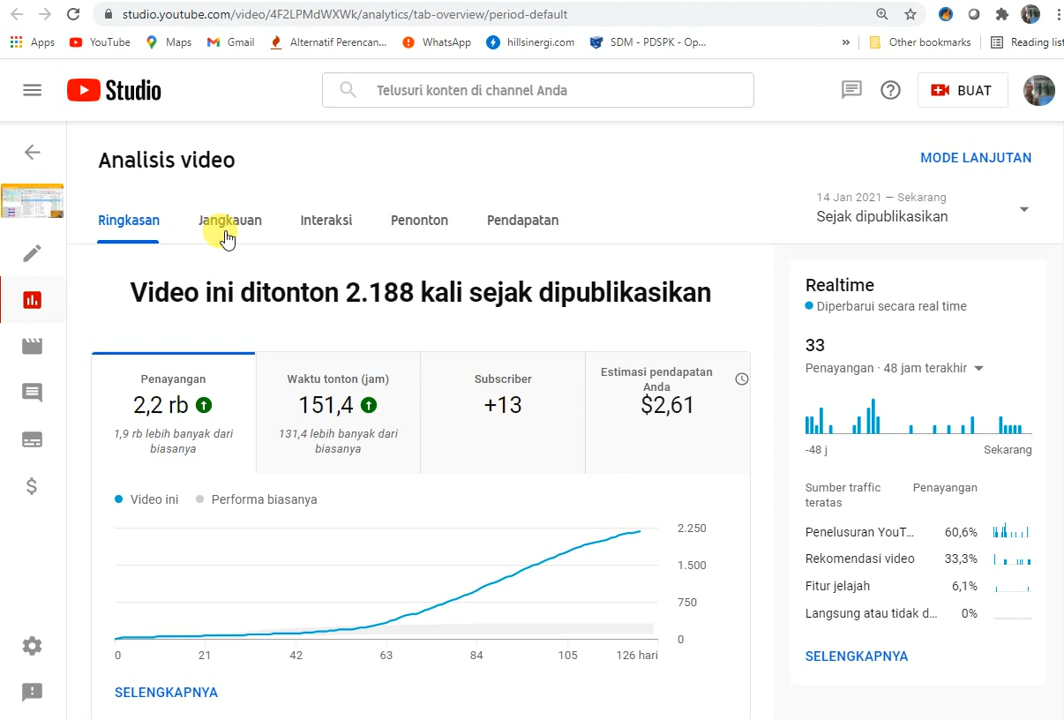 studio.youtube.com/video/4F2LPMdWXWk/analytics/tab-overview/period-default
Apps YouTube Maps Gmail Alternatif Perencan... WhatsApp hillsinergi.com SDM - PDSPK - Op... » Other bookmarks Reading list
Studio
Telusuri konten di channel Anda
BUAT
Analisis video
MODE LANJUTAN
14 Jan 2021 — Sekarang
Sejak dipublikasikan
Ringkasan Jangkauan Interaksi Penonton Pendapatan
Video ini ditonton 2.188 kali sejak dipublikasikan
Penayangan
2,2 rb
1,9 rb lebih banyak dari
biasanya
Waktu tonton (jam)
151,4
131,4 lebih banyak dari
biasanya
Subscriber
+13
Estimasi pendapatan
Anda
$2,61
Video ini Performa biasanya
2.250
1.500
750
0
0 21 42 63 84 105 126 hari
SELENGKAPNYA
Realtime
Diperbarui secara real time
33
Penayangan · 48 jam terakhir
-48 j Sekarang
Sumber traffic
teratas
Penayangan
Penelusuran YouT... 60,6%
Rekomendasi video 33,3%
Fitur jelajah 6,1%
Langsung atau tidak d... 0%
SELENGKAPNYA